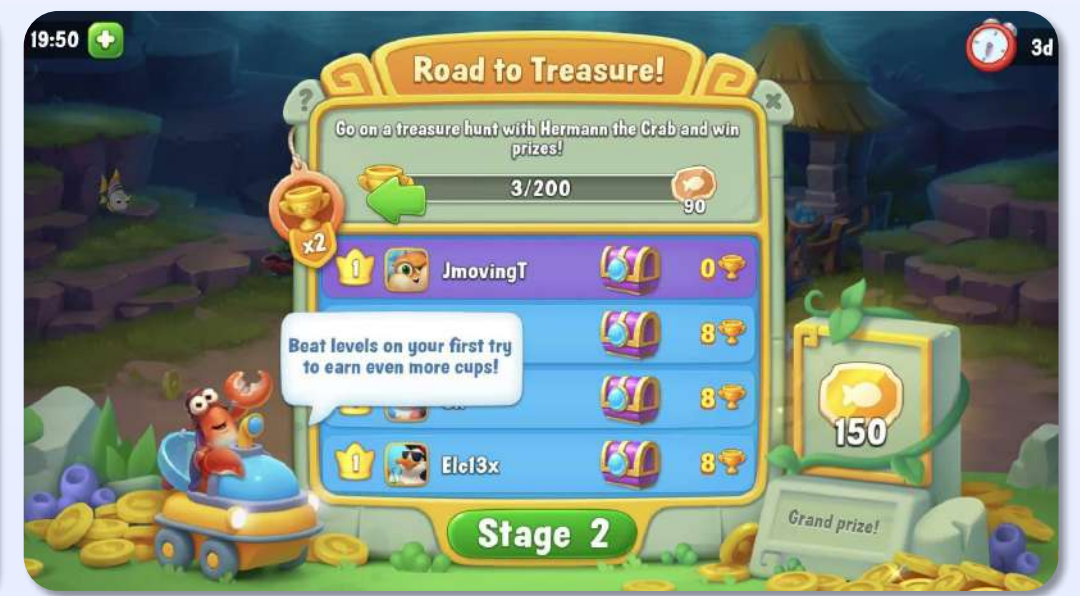 19:50
3d
Road to Treasure!
?
x
Go on a treasure hunt with Hermann the Crab and win
prizes!
3/200
90
x2
1 JmovingT 0
8
8
1 Elcl3x 8
Beat levels on your first try
to earn even more cups!
150
Grand prize!
Stage 2